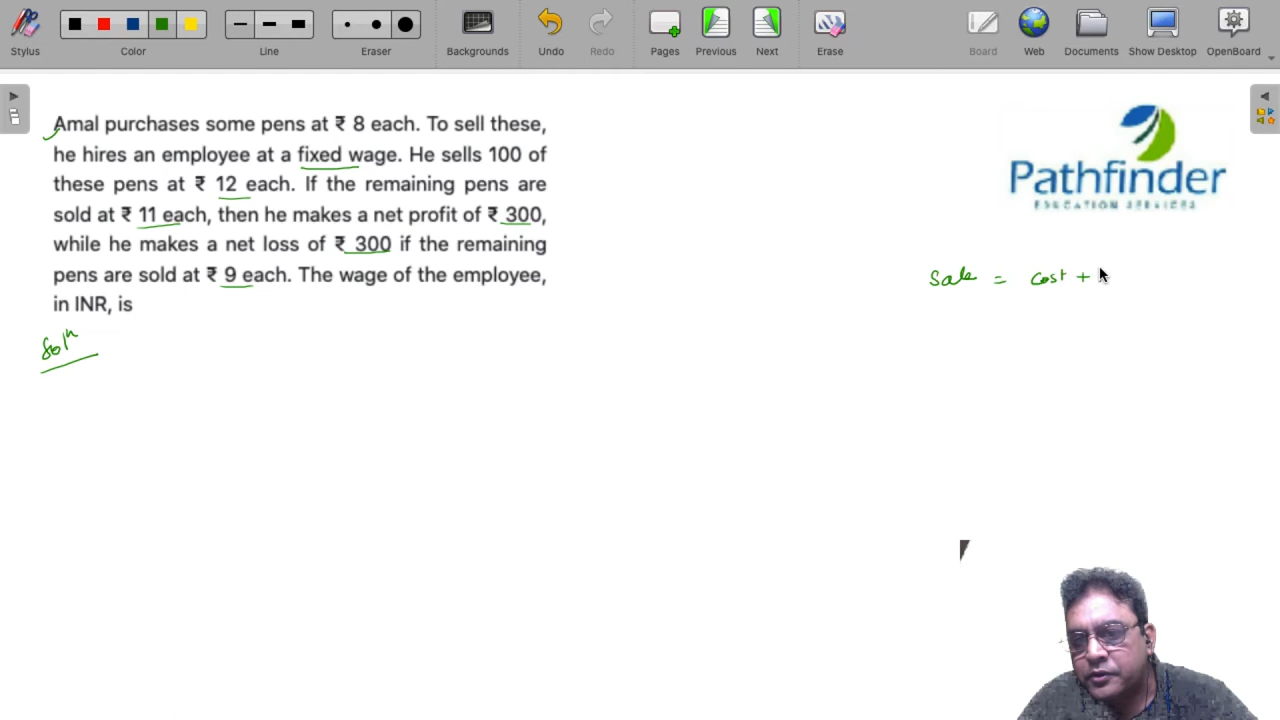 Stylus
Color
Line
Eraser
Backgrounds
Undo
Redo
Pages
Previous
Next
Erase
Board
Web
Documents
Show Desktop
OpenBoard
Amal purchases some pens at ₹ 8 each. To sell these,
he hires an employee at a fixed wage. He sells 100 of
these pens at ₹ 12 each. If the remaining pens are
sold at ₹ 11 each, then he makes a net profit of ₹ 300,
while he makes a net loss of ₹ 300 if the remaining
pens are sold at ₹ 9 each. The wage of the employee,
in INR, is
Solⁿ
Pathfinder
EDUCATION SERVICES
Sale = Cost +